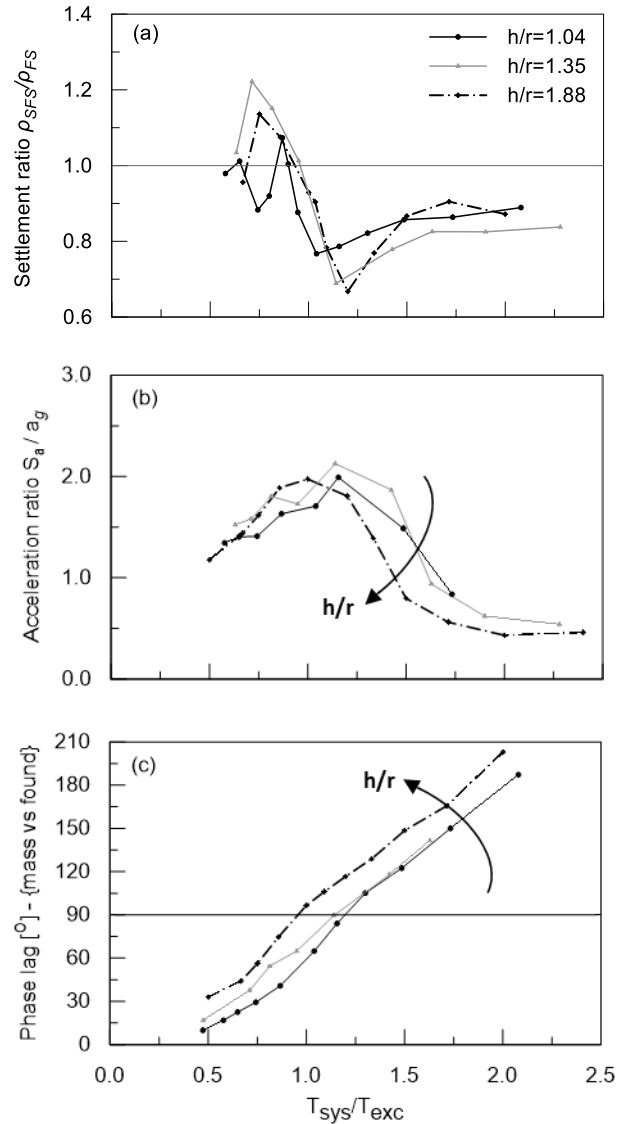 1.4
1.2
1.0
0.8
0.6
Settlement ratio ρSFS/ρFS
(a)
h/r=1.04
h/r=1.35
h/r=1.88
3.0
2.0
1.0
0.0
Acceleration ratio Sa / ag
(b)
h/r
210
180
150
120
90
60
30
0
Phase lag [o] - {mass vs found}
(c)
h/r
0.0 0.5 1.0 1.5 2.0 2.5
Tsys/Texc